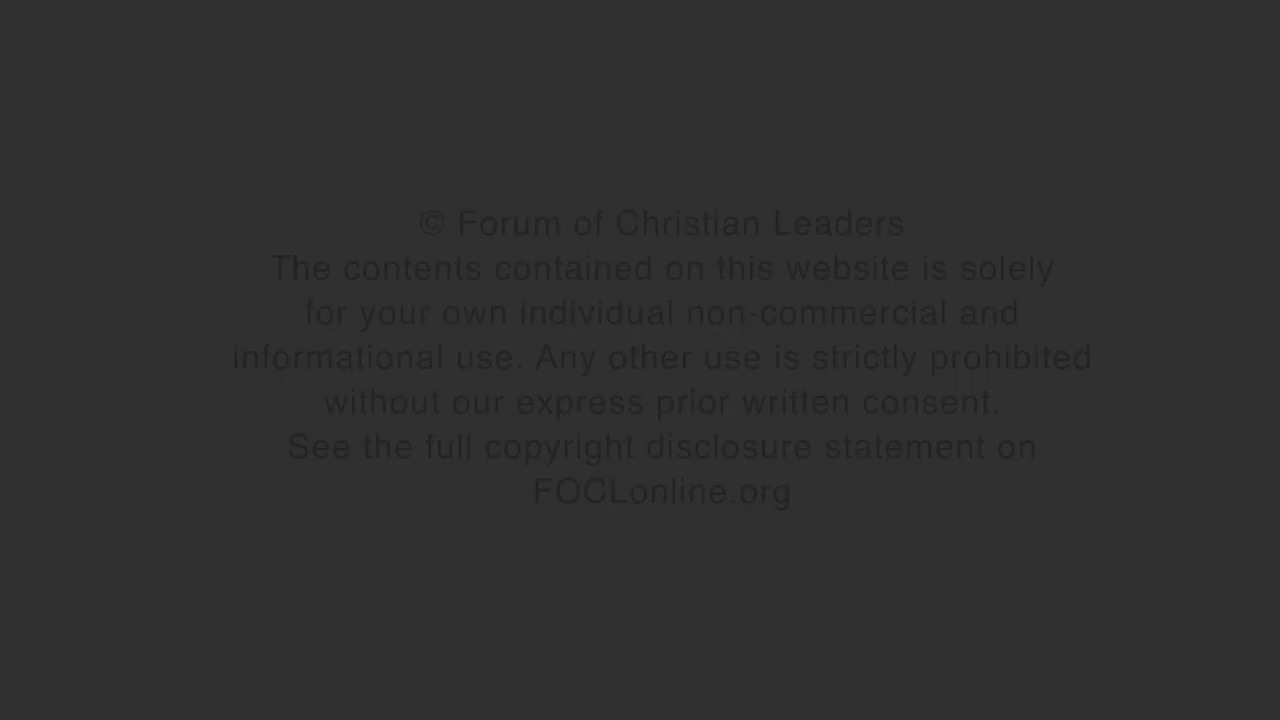 © Forum of Christian Leaders
The contents contained on this website is solely
for your own individual non-commercial and
informational use. Any other use is strictly prohibited
without our express prior written consent.
See the full copyright disclosure statement on
FOCLonline.org